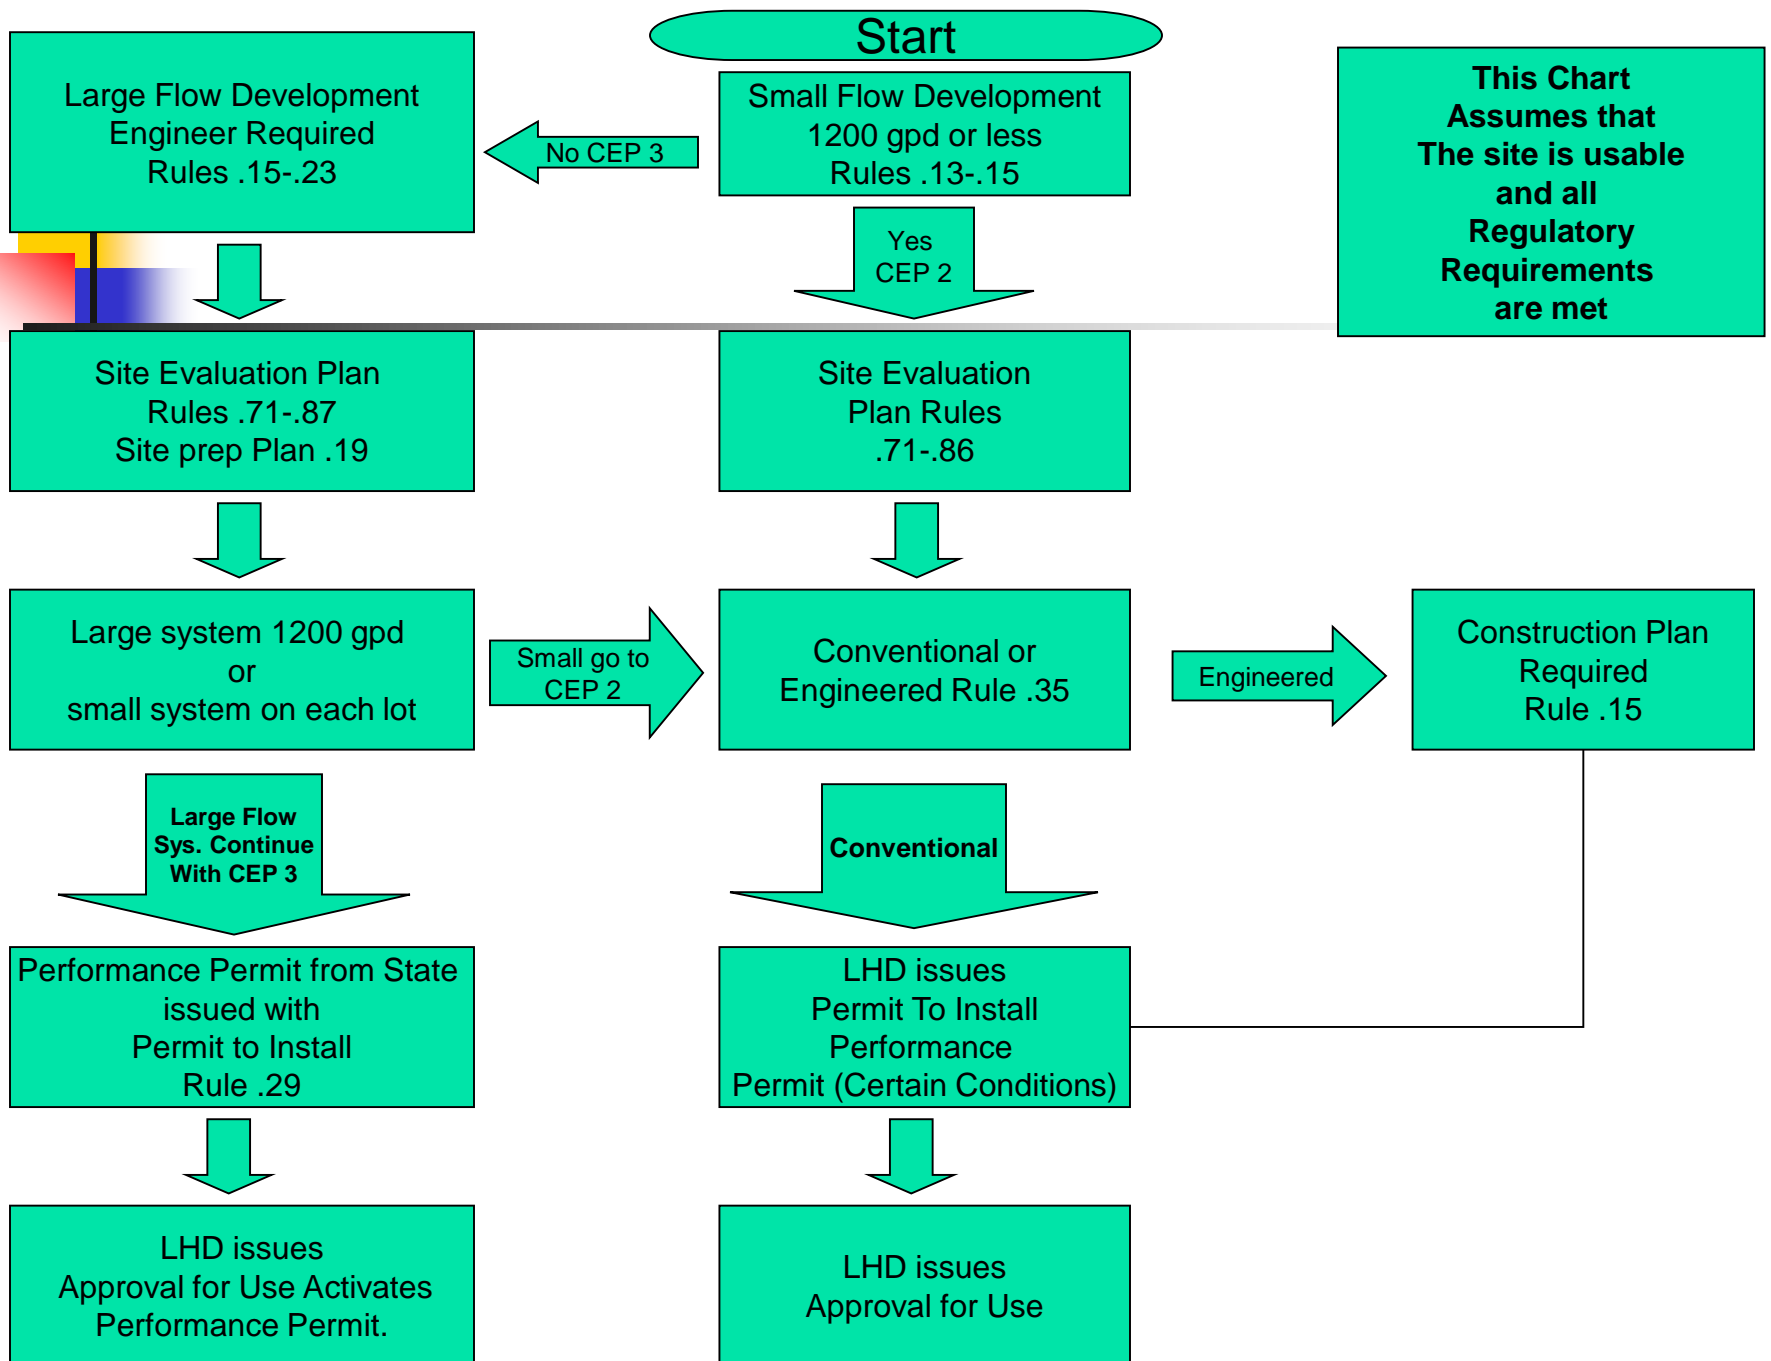 Start
Large Flow Development
Engineer Required
Rules .15-.23
No CEP 3
Small Flow Development
1200 gpd or less
Rules .13-.15
This Chart
Assumes that
The site is usable
and all
Regulatory
Requirements
are met
Yes
CEP 2
Site Evaluation Plan
Rules .71-.87
Site prep Plan .19
Site Evaluation
Plan Rules
.71-.86
Large system 1200 gpd
or
small system on each lot
Small go to
CEP 2
Conventional or
Engineered Rule .35
Engineered
Construction Plan
Required
Rule .15
Large Flow
Sys. Continue
With CEP 3
Conventional
Performance Permit from State
issued with
Permit to Install
Rule .29
LHD issues
Permit To Install
Performance
Permit (Certain Conditions)
LHD issues
Approval for Use Activates
Performance Permit.
LHD issues
Approval for Use